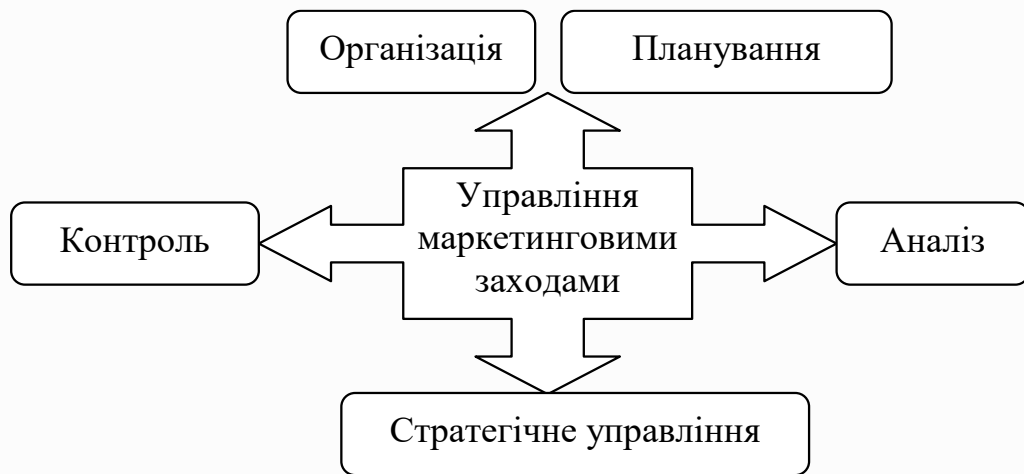 Організація
Планування
Управління
маркетинговими
заходами
Контроль
Аналіз
Стратегічне управління